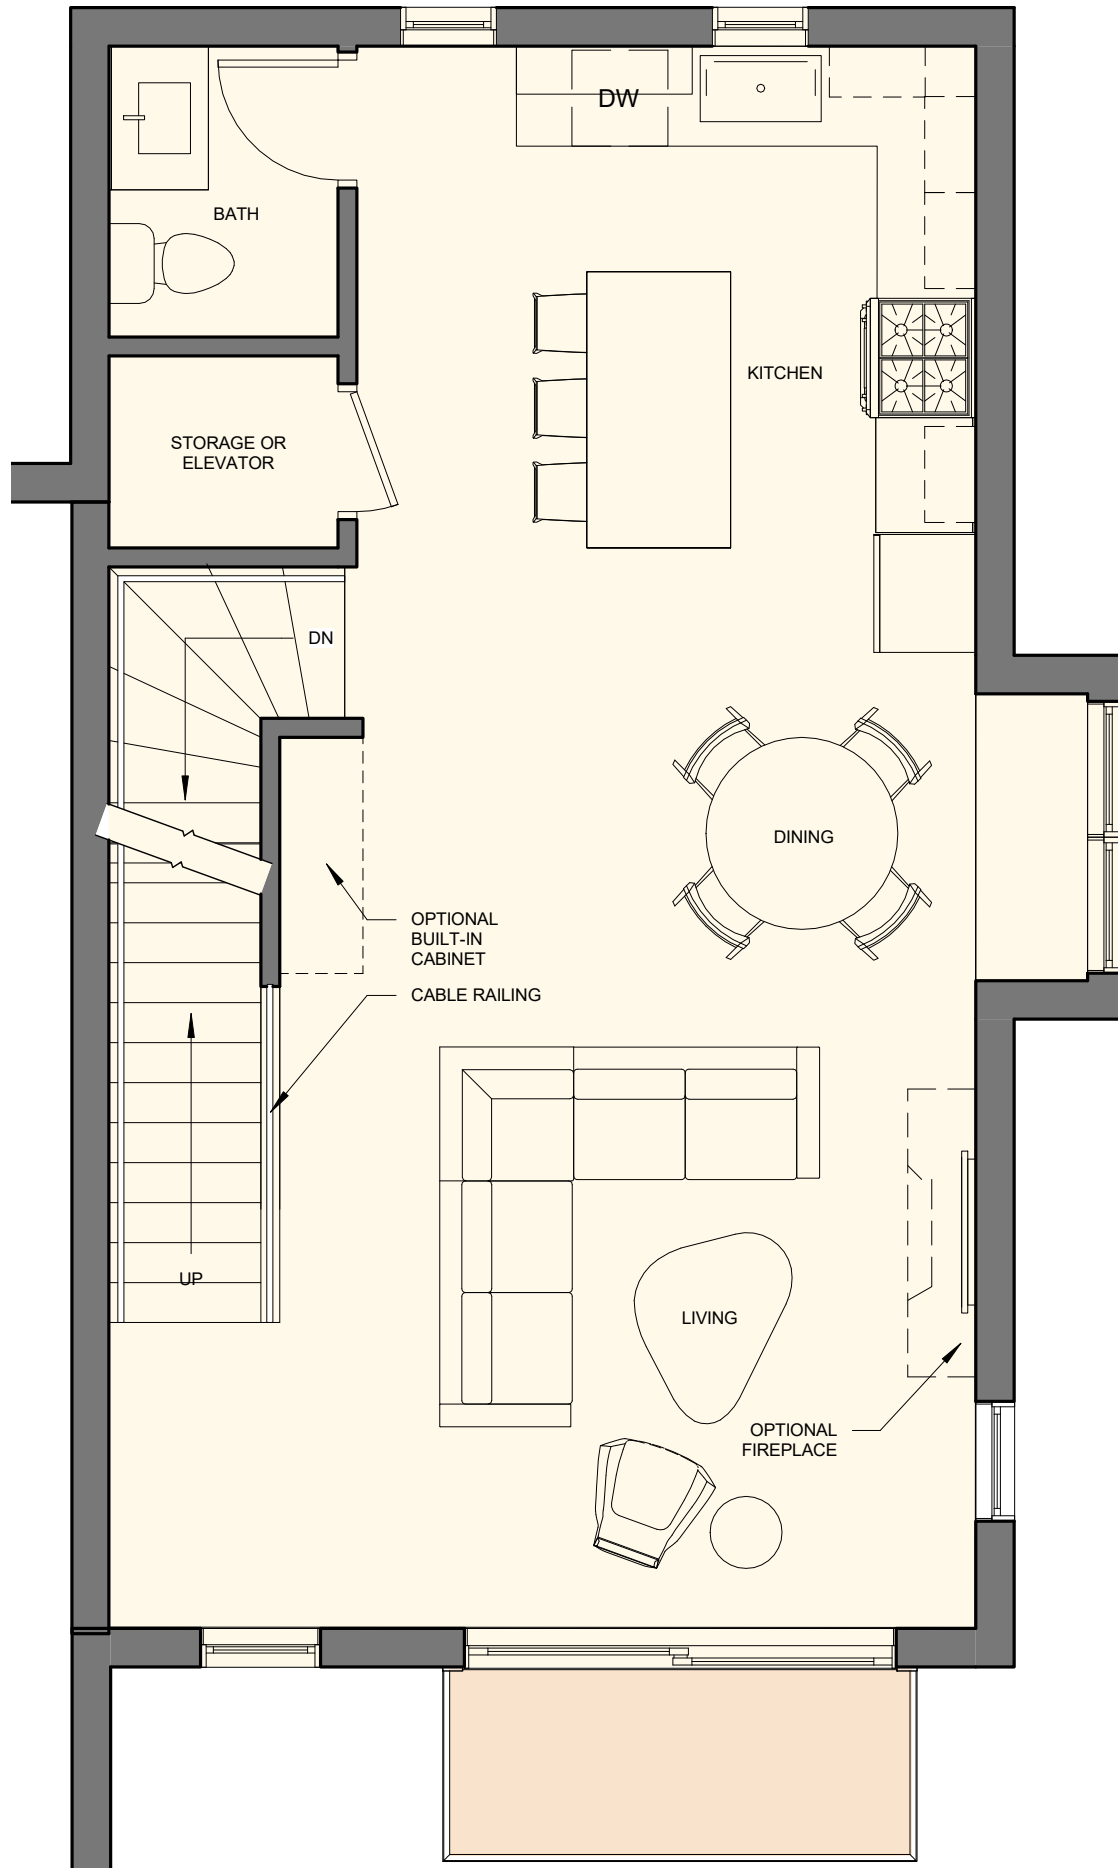 DW
BATH
KITCHEN
STORAGE OR
ELEVATOR
DN
DINING
OPTIONAL
BUILT-IN
CABINET
CABLE RAILING
UP
LIVING
OPTIONAL
FIREPLACE